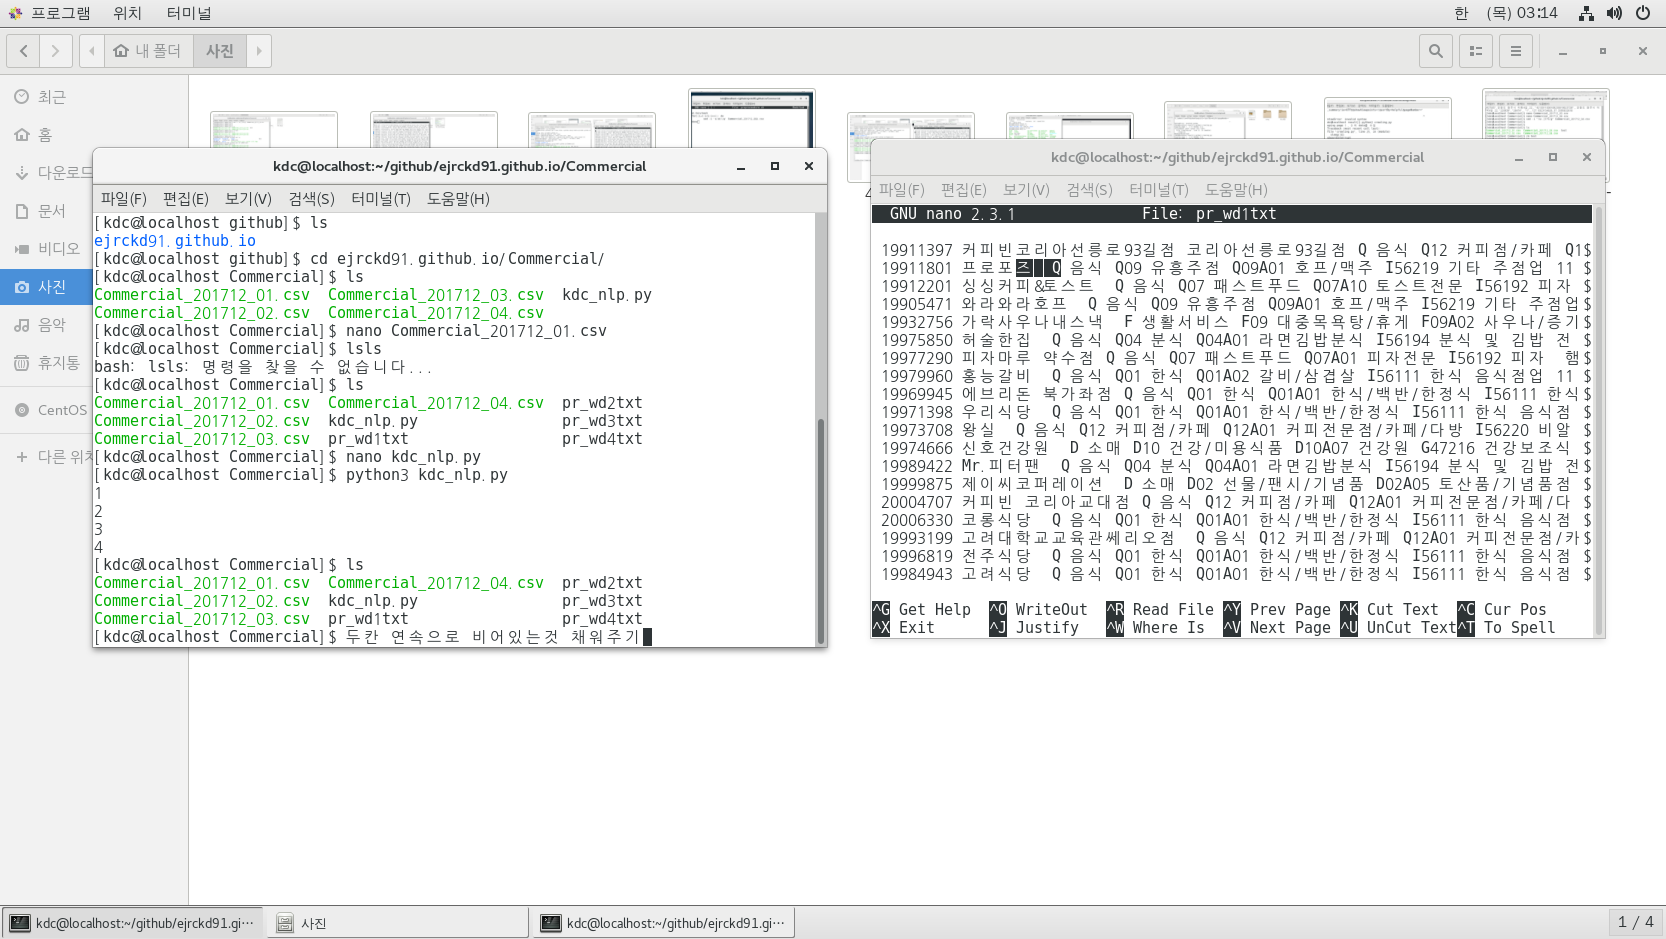 프로그램 위치 터미널 한 (목) 03:14
내 폴더 사진
최근
홈
다운로드
문서
비디오
사진
음악
휴지통
CentOS
다른 위치
kdc@localhost:~/github/ejrckd91.github.io/Commercial
파일(F) 편집(E) 보기(V) 검색(S) 터미널(T) 도움말(H)
[kdc@localhost github]$ ls
ejrckd91.github.io
[kdc@localhost github]$ cd ejrckd91.github.io/Commercial/
[kdc@localhost Commercial]$ ls
Commercial_201712_01.csv Commercial_201712_03.csv kdc_nlp.py
Commercial_201712_02.csv Commercial_201712_04.csv
[kdc@localhost Commercial]$ nano Commercial_201712_01.csv
[kdc@localhost Commercial]$ lsls
bash: lsls: 명령을 찾을 수 없습니다...
[kdc@localhost Commercial]$ ls
Commercial_201712_01.csv Commercial_201712_04.csv pr_wd2txt
Commercial_201712_02.csv kdc_nlp.py pr_wd3txt
Commercial_201712_03.csv pr_wd1txt pr_wd4txt
[kdc@localhost Commercial]$ nano kdc_nlp.py
[kdc@localhost Commercial]$ python3 kdc_nlp.py
1
2
3
4
[kdc@localhost Commercial]$ ls
Commercial_201712_01.csv Commercial_201712_04.csv pr_wd2txt
Commercial_201712_02.csv kdc_nlp.py pr_wd3txt
Commercial_201712_03.csv pr_wd1txt pr_wd4txt
[kdc@localhost Commercial]$ 두칸 연속으로 비어있는것 채워주기
kdc@localhost:~/github/ejrckd91.github.io/Commercial
파일(F) 편집(E) 보기(V) 검색(S) 터미널(T) 도움말(H)
GNU nano 2.3.1 File: pr_wd1txt
19911397 커피빈코리아선릉로93길점 코리아선릉로93길점 Q 음식 Q12 커피점/카페 Q1$
19911801 프로포즈 Q 음식 Q09 유흥주점 Q09A01 호프/맥주 I56219 기타 주점업 11 $
19912201 싱싱커피&토스트 Q 음식 Q07 패스트푸드 Q07A10 토스트전문 I56192 피자 $
19905471 와라와라호프 Q 음식 Q09 유흥주점 Q09A01 호프/맥주 I56219 기타 주점업$
19932756 가락사우나내스낵 F 생활서비스 F09 대중목욕탕/휴게 F09A02 사우나/증기$
19975850 허술한집 Q 음식 Q04 분식 Q04A01 라면김밥분식 I56194 분식 및 김밥 전 $
19977290 피자마루 약수점 Q 음식 Q07 패스트푸드 Q07A01 피자전문 I56192 피자 햄$
19979960 홍능갈비 Q 음식 Q01 한식 Q01A02 갈비/삼겹살 I56111 한식 음식점업 11 $
19969945 에브리돈 북가좌점 Q 음식 Q01 한식 Q01A01 한식/백반/한정식 I56111 한식$
19971398 우리식당 Q 음식 Q01 한식 Q01A01 한식/백반/한정식 I56111 한식 음식점 $
19973708 왕실 Q 음식 Q12 커피점/카페 Q12A01 커피전문점/카페/다방 I56220 비알 $
19974666 신호건강원 D 소매 D10 건강/미용식품 D10A07 건강원 G47216 건강보조식 $
19989422 Mr.피터팬 Q 음식 Q04 분식 Q04A01 라면김밥분식 I56194 분식 및 김밥 전$
19999875 제이씨코퍼레이션 D 소매 D02 선물/팬시/기념품 D02A05 토산품/기념품점 $
20004707 커피빈 코리아교대점 Q 음식 Q12 커피점/카페 Q12A01 커피전문점/카페/다 $
20006330 코롱식당 Q 음식 Q01 한식 Q01A01 한식/백반/한정식 I56111 한식 음식점 $
19993199 고려대학교교육관쎄리오점 Q 음식 Q12 커피점/카페 Q12A01 커피전문점/카$
19996819 전주식당 Q 음식 Q01 한식 Q01A01 한식/백반/한정식 I56111 한식 음식점 $
19984943 고려식당 Q 음식 Q01 한식 Q01A01 한식/백반/한정식 I56111 한식 음식점 $
^G Get Help ^O WriteOut ^R Read File ^Y Prev Page ^K Cut Text ^C Cur Pos
^X Exit ^J Justify ^W Where Is ^V Next Page ^U UnCut Text ^T To Spell
kdc@localhost:~/github/ejrckd91.gi··· 사진 kdc@localhost:~/github/ejrckd91.gi··· 1 / 4